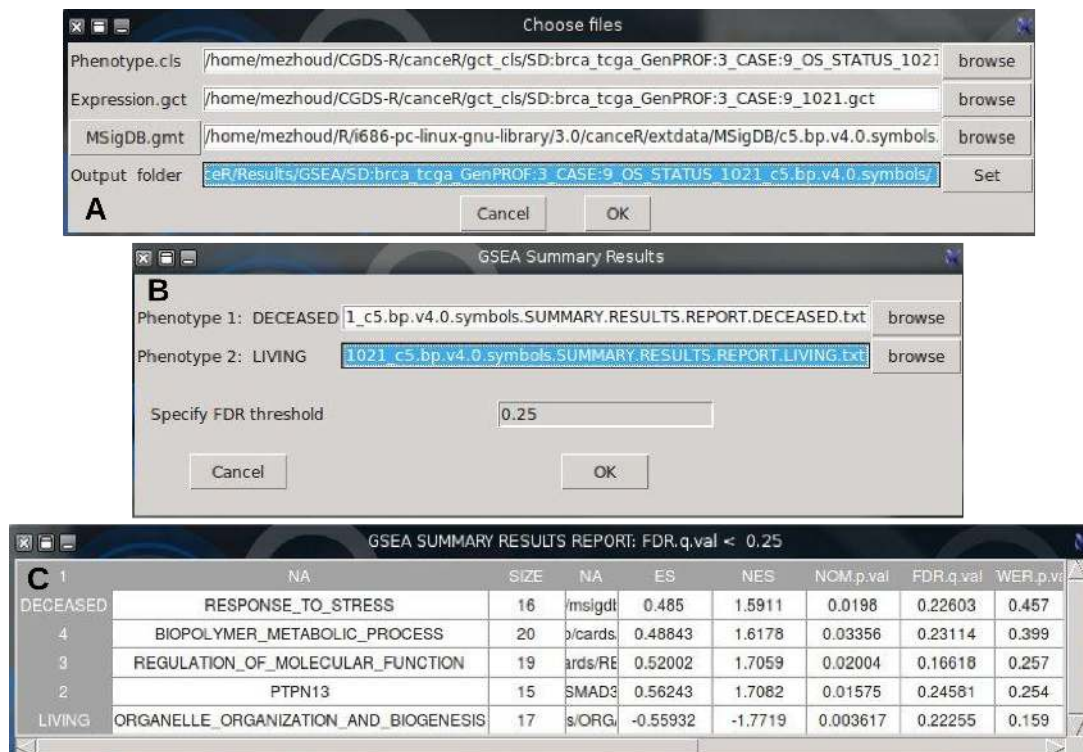 Choose files
Phenotype.cls /home/mezhoud/CGDS-R/canceR/gct_cls/SD:brca_tcga_GenPROF:3_CASE:9_OS_STATUS_1021 browse
Expression.gct /home/mezhoud/CGDS-R/canceR/gct_cls/SD:brca_tcga_GenPROF:3_CASE:9_1021.gct browse
MSigDB.gmt /home/mezhoud/R/i686-pc-linux-gnu-library/3.0/canceR/extdata/MSigDB/c5.bp.v4.0.symbols. browse
Output folder ceR/Results/GSEA/SD:brca_tcga_GenPROF:3_CASE:9_OS_STATUS_1021_c5.bp.v4.0.symbols/ Set
A Cancel OK
GSEA Summary Results
B
Phenotype 1: DECEASED 1_c5.bp.v4.0.symbols.SUMMARY.RESULTS.REPORT.DECEASED.txt browse
Phenotype 2: LIVING 1021_c5.bp.v4.0.symbols.SUMMARY.RESULTS.REPORT.LIVING.txt browse
Specify FDR threshold 0.25
Cancel OK
GSEA SUMMARY RESULTS REPORT: FDR.q.val < 0.25
C 1 NA SIZE NA ES NES NOM.p.val FDR.q.val WER.p.va
DECEASED RESPONSE_TO_STRESS 16 /msigdb 0.485 1.5911 0.0198 0.22603 0.457
4 BIOPOLYMER_METABOLIC_PROCESS 20 p/cards. 0.48843 1.6178 0.03356 0.23114 0.399
3 REGULATION_OF_MOLECULAR_FUNCTION 19 ards/RE 0.52002 1.7059 0.02004 0.16618 0.257
2 PTPN13 15 SMAD3 0.56243 1.7082 0.01575 0.24581 0.254
LIVING ORGANELLE_ORGANIZATION_AND_BIOGENESIS 17 s/ORG -0.55932 -1.7719 0.003617 0.22255 0.159